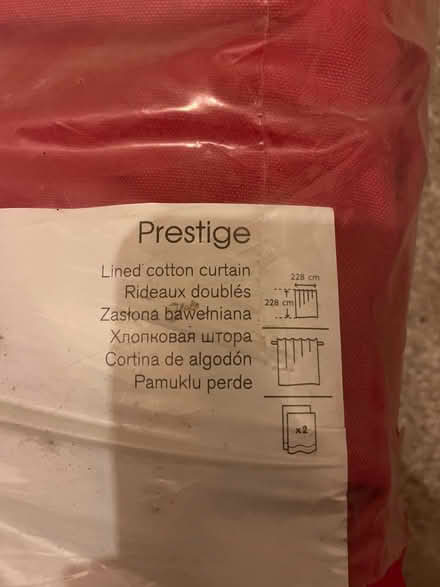 Prestige
Lined cotton curtain
Rideaux doublés
Zasłona bawełniana
Хлопковая штора
Cortina de algodón
Pamuklu perde
228 cm
228 cm
x2